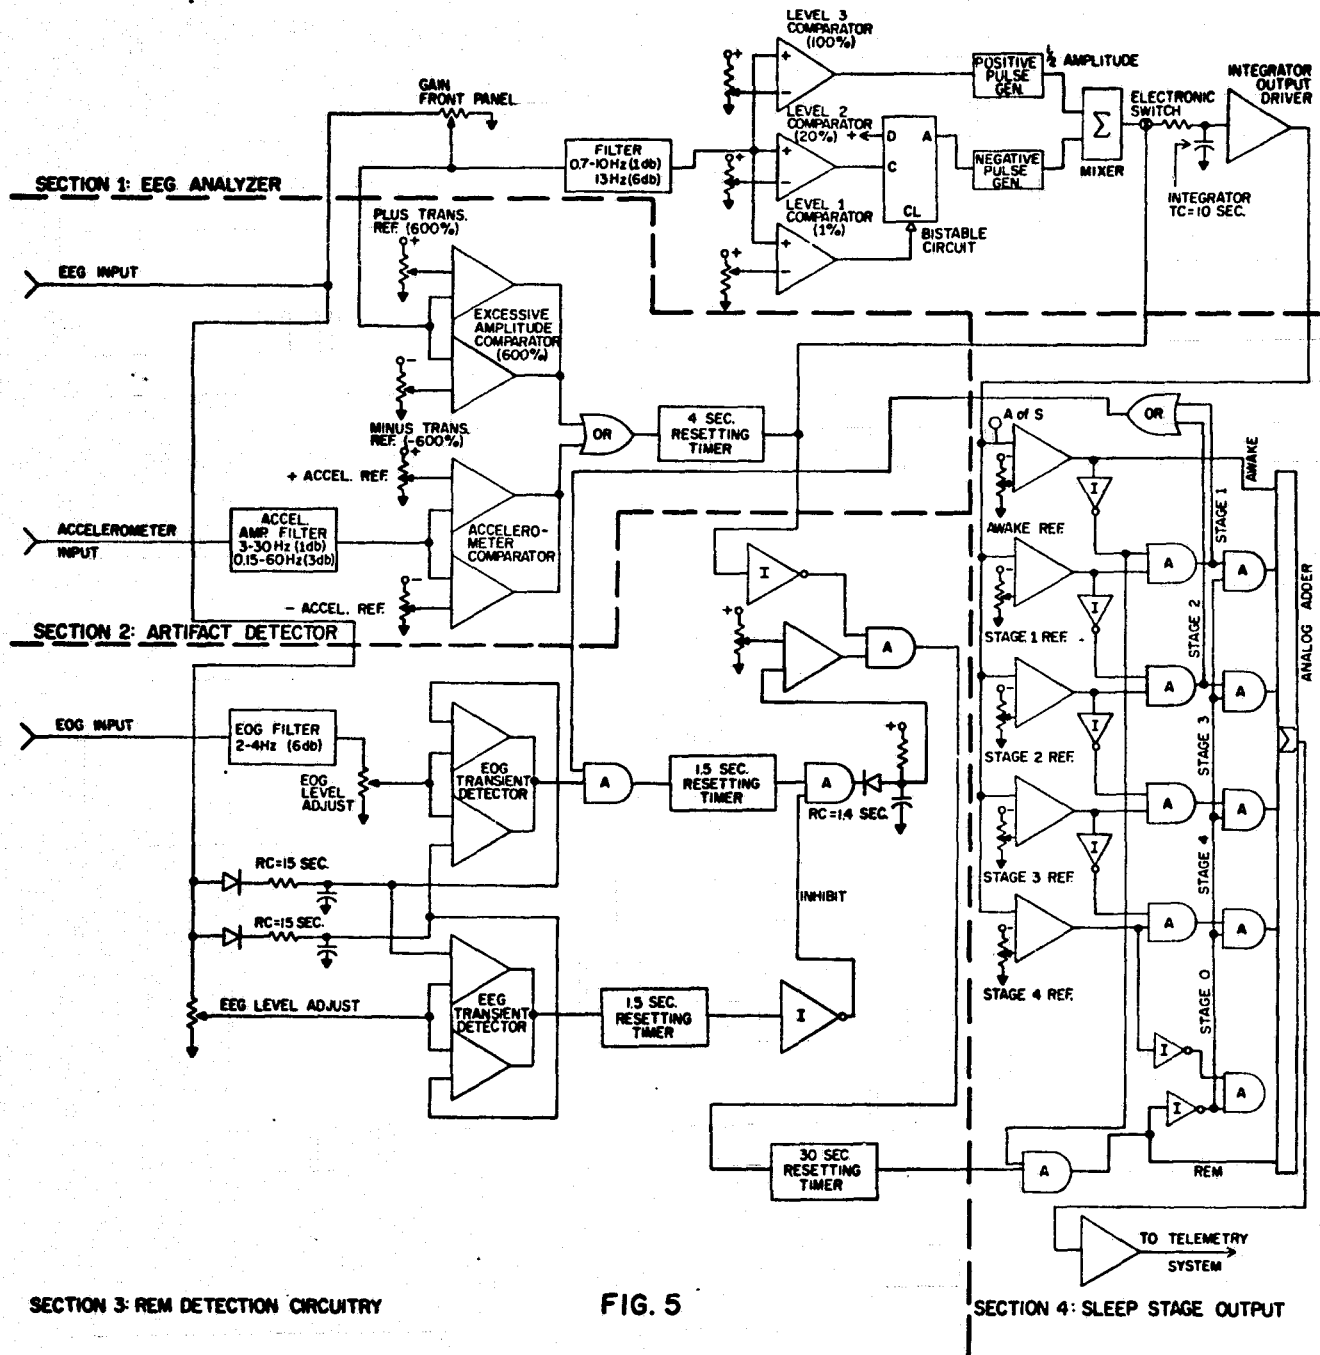 LEVEL 3
COMPARATOR
(100%)
+
+
−
POSITIVE
PULSE
GEN.
1/2 AMPLITUDE
INTEGRATOR
OUTPUT
DRIVER
ELECTRONIC
SWITCH
GAIN
FRONT PANEL
LEVEL 2
COMPARATOR
(20%)
+
+
−
+
D
A
C
CL
Σ
MIXER
FILTER
0.7-10Hz (1db)
13Hz (6db)
NEGATIVE
PULSE
GEN.
INTEGRATOR
TC=10 SEC.
SECTION 1: EEG ANALYZER
LEVEL 1
COMPARATOR
(1%)
+
+
−
BISTABLE
CIRCUIT
PLUS TRANS.
REF. (600%)
+
EEG INPUT
EXCESSIVE
AMPLITUDE
COMPARATOR
(600%)
−
MINUS TRANS.
REF. (-600%)
+
OR
4 SEC.
RESETTING
TIMER
OR
A of S
−
AWAKE
STAGE 1
+ ACCEL. REF.
ACCELEROMETER
INPUT
ACCEL.
AMP. FILTER
3-30Hz (1db)
0.15-60Hz (3db)
ACCELERO-
METER
COMPARATOR
−
− ACCEL. REF.
SECTION 2: ARTIFACT DETECTOR
I
AWAKE REF.
−
I
A
A
+
A
I
STAGE 1 REF.
STAGE 2
ANALOG ADDER
−
A
A
EOG INPUT
EOG FILTER
2-4Hz (6db)
EOG
LEVEL
ADJUST
EOG
TRANSIENT
DETECTOR
A
1.5 SEC.
RESETTING
TIMER
A
+
RC=1.4 SEC.
I
STAGE 2 REF.
STAGE 3
Σ
−
A
A
I
STAGE 3 REF.
STAGE 4
RC=15 SEC.
RC=15 SEC.
INHIBIT
−
A
A
STAGE 4 REF.
EEG LEVEL ADJUST
EEG
TRANSIENT
DETECTOR
1.5 SEC.
RESETTING
TIMER
I
STAGE 0
I
A
I
30 SEC
RESETTING
TIMER
A
REM
TO TELEMETRY
SYSTEM
SECTION 3: REM DETECTION CIRCUITRY
FIG. 5
SECTION 4: SLEEP STAGE OUTPUT